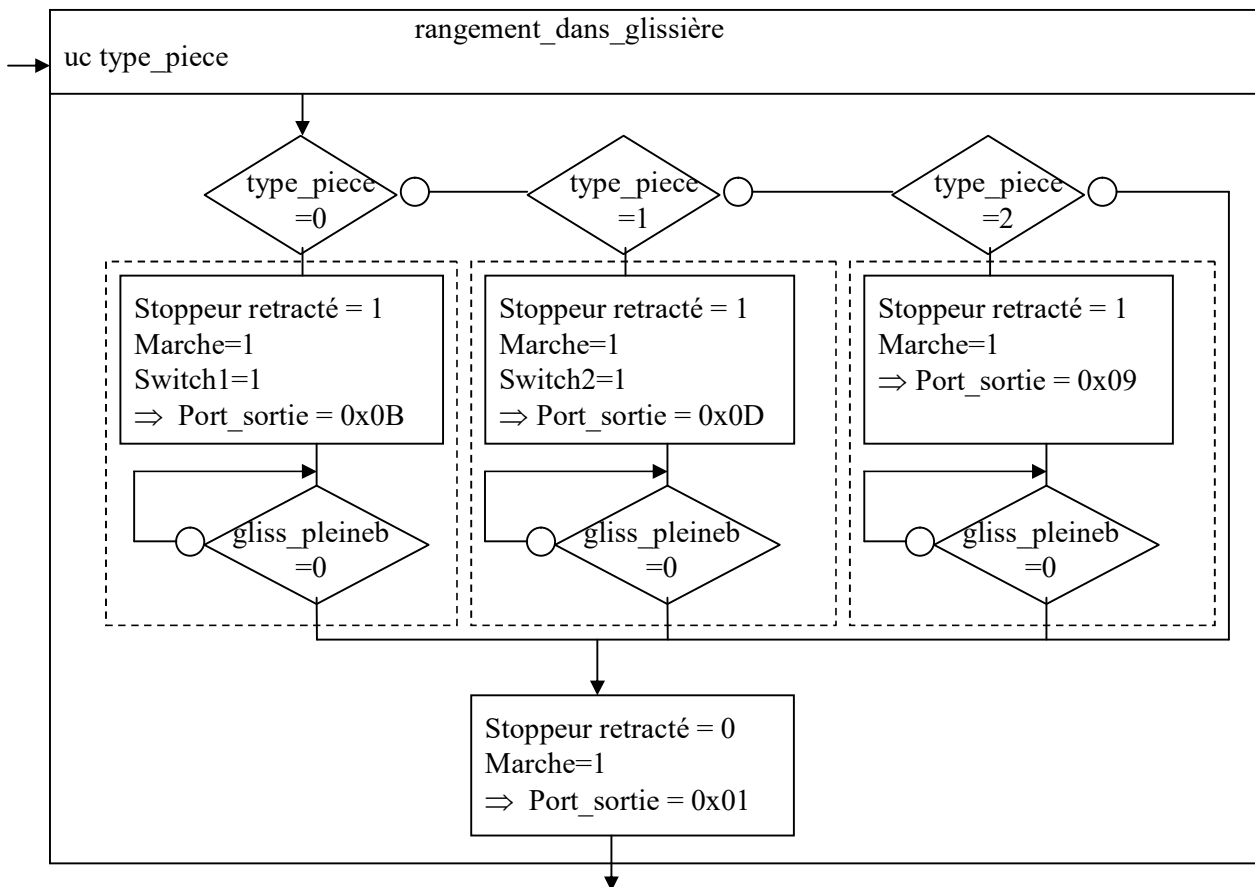 rangement_dans_glissière
uc type_piece
type_piece
=0
type_piece
=1
type_piece
=2
Stoppeur retracté = 1
Marche=1
Switch1=1
⇒ Port_sortie = 0x0B
Stoppeur retracté = 1
Marche=1
Switch2=1
⇒ Port_sortie = 0x0D
Stoppeur retracté = 1
Marche=1
⇒ Port_sortie = 0x09
gliss_pleineb
=0
gliss_pleineb
=0
gliss_pleineb
=0
Stoppeur retracté = 0
Marche=1
⇒ Port_sortie = 0x01